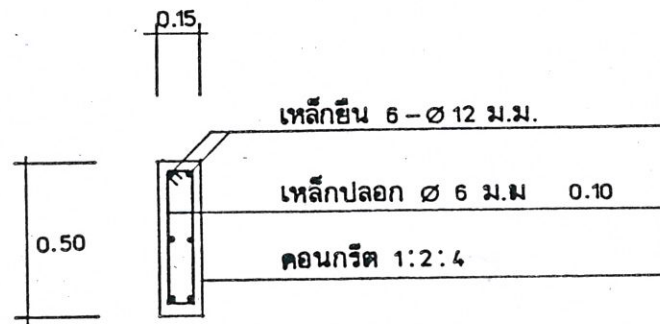 0.15
เหล็กยืน 6-Ø 12 ม.ม.
เหล็กปลอก Ø 6 ม.ม 0.10
0.50
คอนกรีต 1:2:4